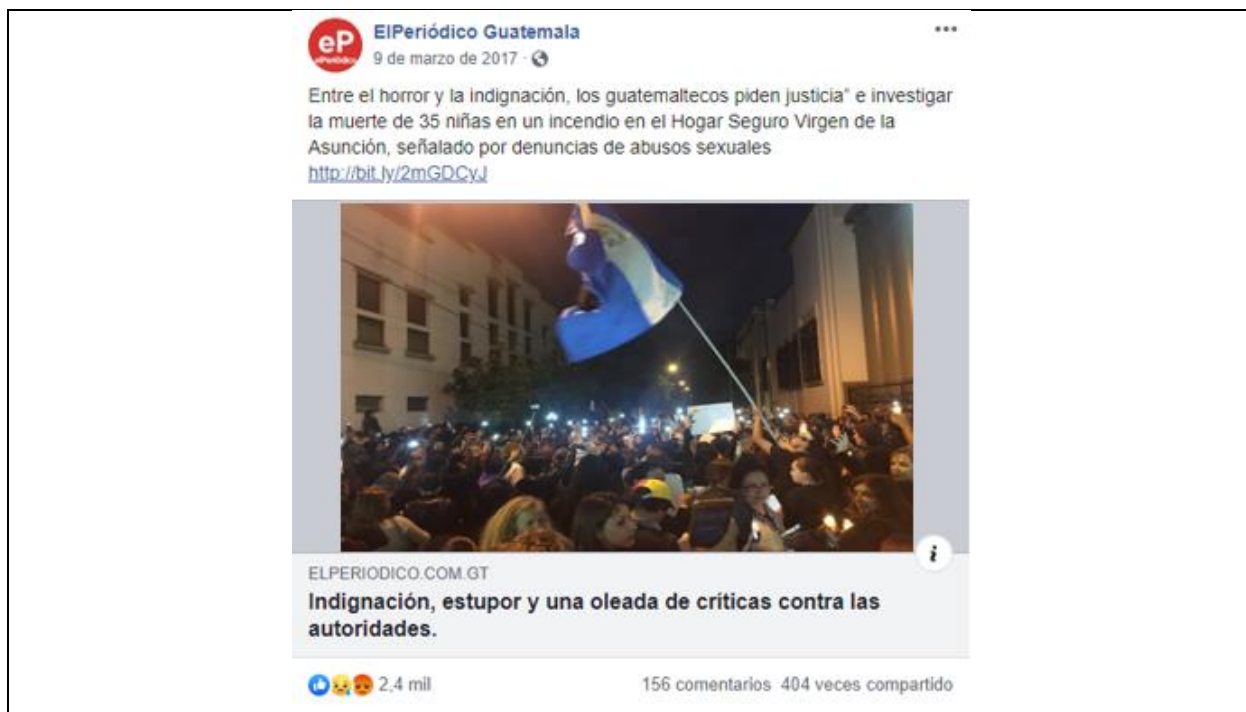 eP
elPeriódico
ElPeriódico Guatemala
9 de marzo de 2017 ·
Entre el horror y la indignación, los guatemaltecos piden justicia" e investigar
la muerte de 35 niñas en un incendio en el Hogar Seguro Virgen de la
Asunción, señalado por denuncias de abusos sexuales
http://bit.ly/2mGDCyJ
ELPERIODICO.COM.GT
Indignación, estupor y una oleada de críticas contra las
autoridades.
2,4 mil 156 comentarios 404 veces compartido